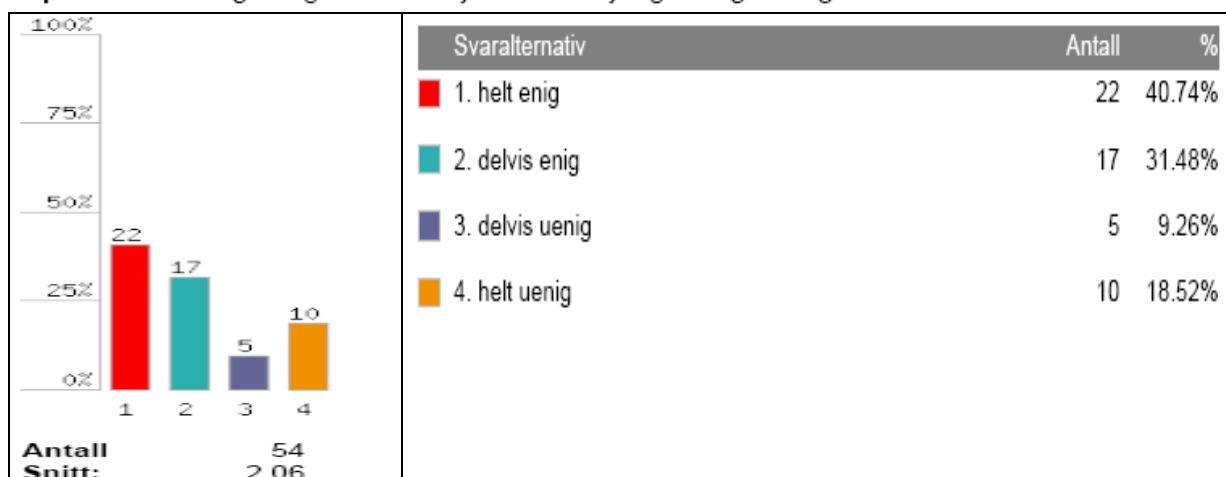 100%
75%
50%
25%
0%
22
17
5
10
1 2 3 4
Antall 54
Snitt: 2.06
Svaralternativ Antall %
1. helt enig 22 40.74%
2. delvis enig 17 31.48%
3. delvis uenig 5 9.26%
4. helt uenig 10 18.52%